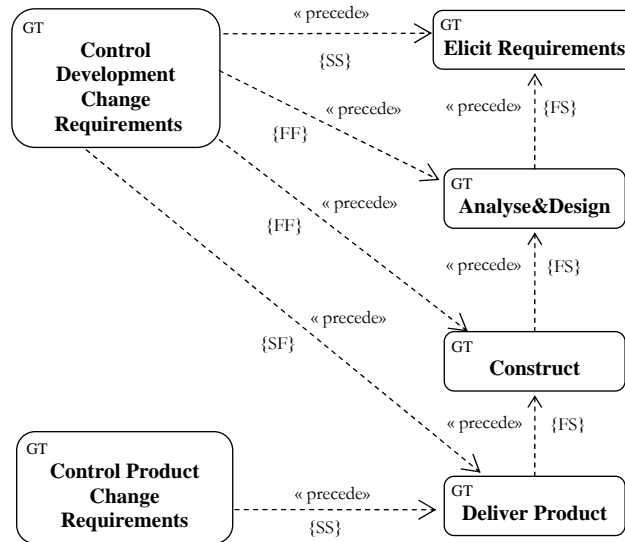 GT
Control
Development
Change
Requirements
« precede»
{SS}
GT
Elicit Requirements
« precede»
{FF}
« precede»
{FS}
GT
Analyse&Design
« precede»
{FF}
« precede»
{FS}
GT
Construct
« precede»
{SF}
« precede»
{FS}
GT
Control Product
Change
Requirements
« precede»
{SS}
GT
Deliver Product